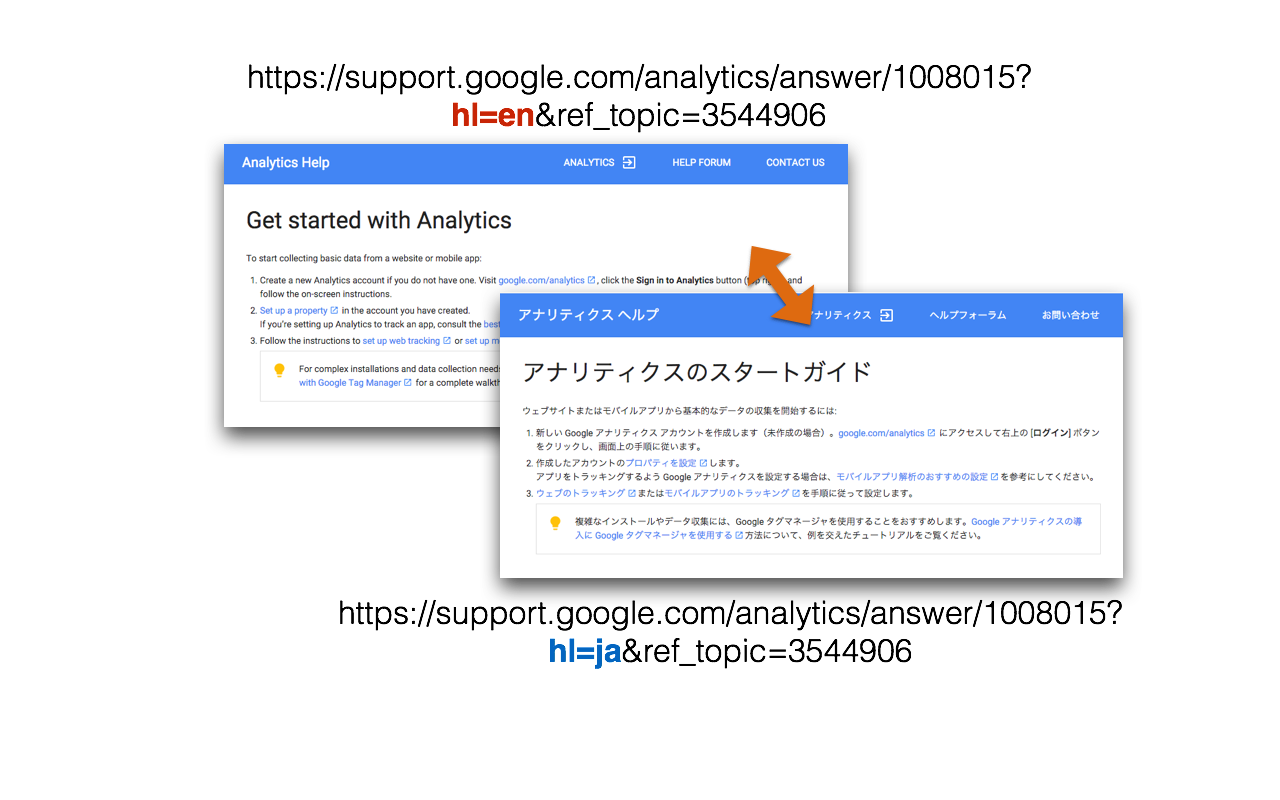 https://support.google.com/analytics/answer/1008015?
hl=en&ref_topic=3544906
Analytics Help
ANALYTICS
HELP FORUM
CONTACT US
Get started with Analytics
To start collecting basic data from a website or mobile app:
1. Create a new Analytics account if you do not have one. Visit google.com/analytics, click the Sign in to Analytics button and
follow the on-screen instructions.
2. Set up a property in the account you have created.
If you're setting up Analytics to track an app, consult the best
3. Follow the instructions to set up web tracking or set up
For complex installations and data collection
with Google Tag Manager for a complete
アナリティクス ヘルプ
ナリティクス
ヘルプフォーラム
お問い合わせ
アナリティクスのスタートガイド
ウェブサイトまたはモバイルアプリから基本的なデータの収集を開始するには:
1. 新しい Google アナリティクス アカウントを作成します（未作成の場合）。google.com/analytics にアクセスして右上の [ログイン] ボタン
をクリックし、画面上の手順に従います。
2. 作成したアカウントのプロパティを設定します。
アプリをトラッキングするよう Google アナリティクスを設定する場合は、モバイルアプリ解析のおすすめの設定を参考にしてください。
3. ウェブのトラッキングまたはモバイルアプリのトラッキングを手順に従って設定します。
複雑なインストールやデータ収集には、Google タグマネージャを使用することをおすすめします。Google アナリティクスの導
入に Google タグマネージャを使用する方法について、例を交えたチュートリアルをご覧ください。
https://support.google.com/analytics/answer/1008015?
hl=ja&ref_topic=3544906